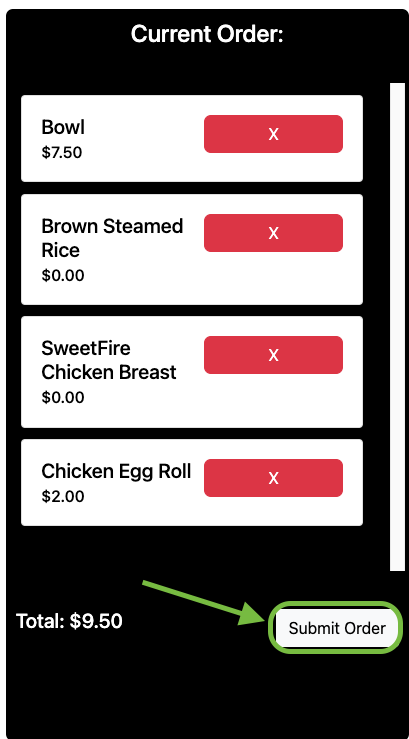 Current Order:
Bowl
X
$7.50
Brown Steamed
Rice
X
$0.00
SweetFire
Chicken Breast
X
$0.00
Chicken Egg Roll
X
$2.00
Total: $9.50
Submit Order